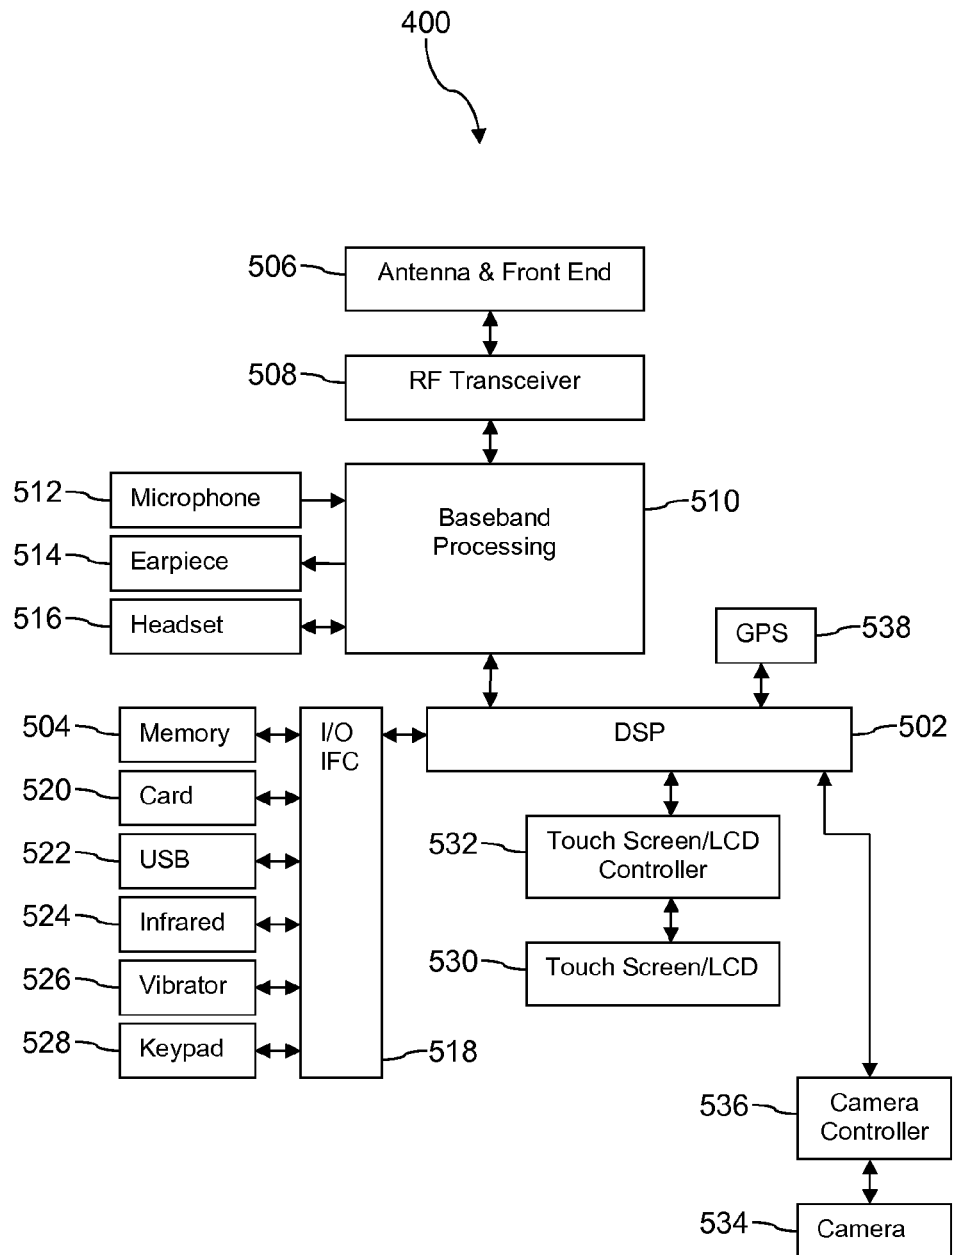 400
506
Antenna & Front End
508
RF Transceiver
512
Microphone
510
Baseband
Processing
514
Earpiece
516
Headset
GPS
538
504
Memory
I/O
IFC
DSP
502
520
Card
532
Touch Screen/LCD
Controller
522
USB
524
Infrared
530
Touch Screen/LCD
526
Vibrator
528
Keypad
518
536
Camera
Controller
534
Camera